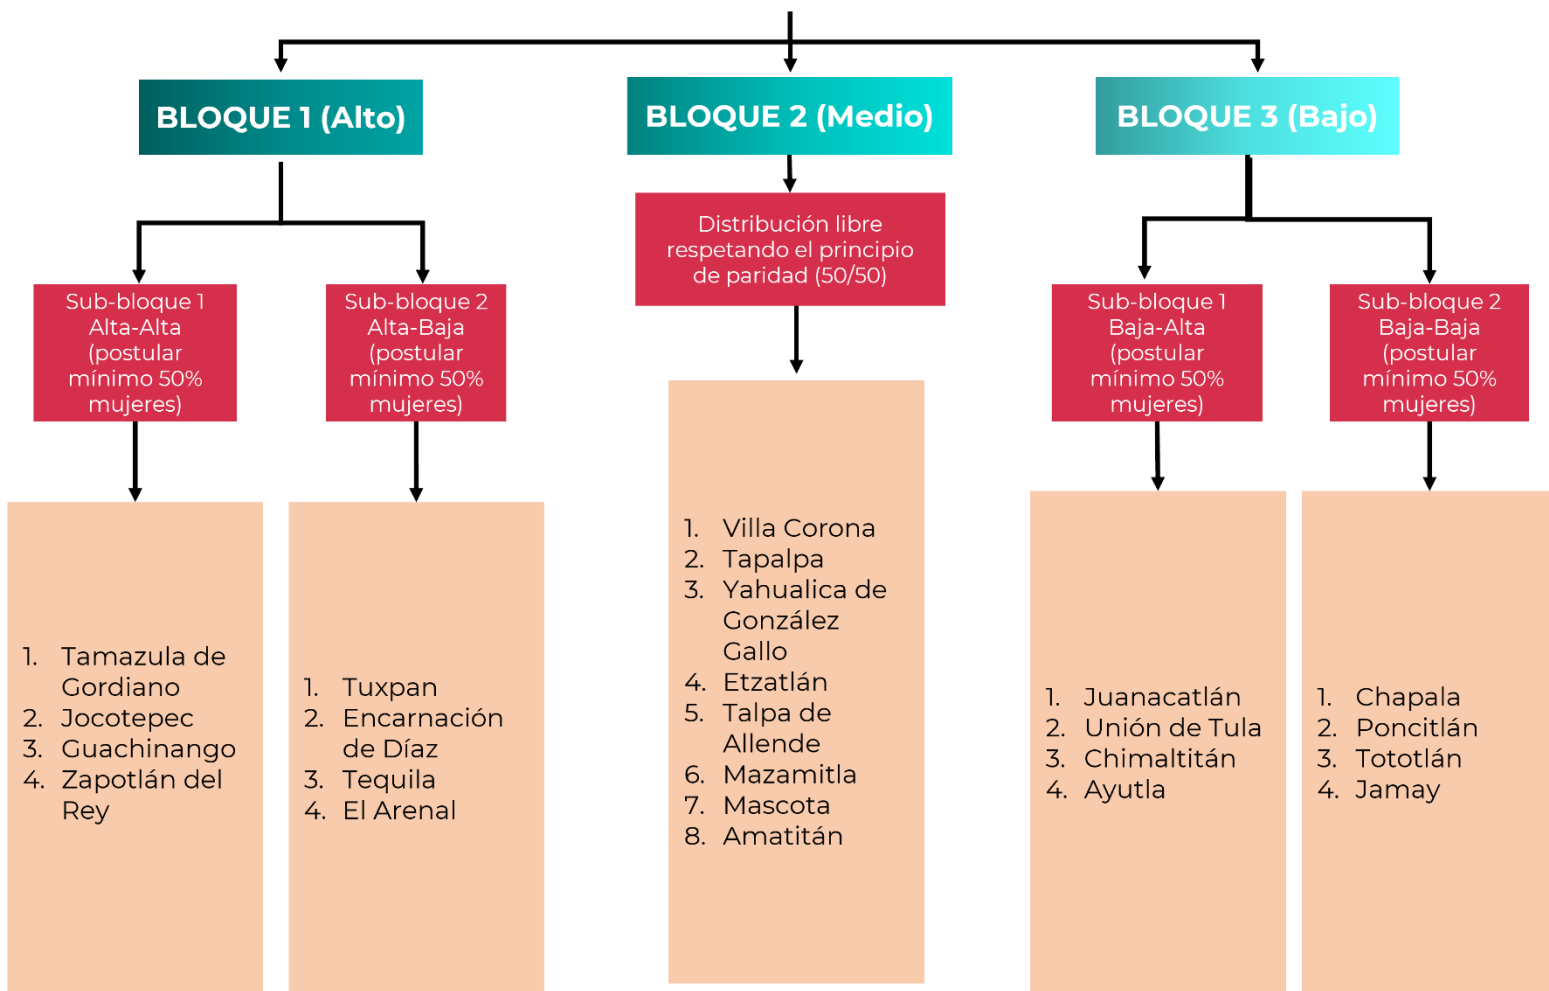 BLOQUE 1 (Alto)
BLOQUE 2 (Medio)
BLOQUE 3 (Bajo)
Distribución libre
respetando el principio
de paridad (50/50)
Sub-bloque 1
Alta-Alta
(postular
mínimo 50%
mujeres)
Sub-bloque 2
Alta-Baja
(postular
mínimo 50%
mujeres)
Sub-bloque 1
Baja-Alta
(postular
mínimo 50%
mujeres)
Sub-bloque 2
Baja-Baja
(postular
mínimo 50%
mujeres)
1. Tamazula de
Gordiano
2. Jocotepec
3. Guachinango
4. Zapotlán del
Rey
1. Tuxpan
2. Encarnación
de Díaz
3. Tequila
4. El Arenal
1. Villa Corona
2. Tapalpa
3. Yahualica de
González
Gallo
4. Etzatlán
5. Talpa de
Allende
6. Mazamitla
7. Mascota
8. Amatitán
1. Juanacatlán
2. Unión de Tula
3. Chimaltitán
4. Ayutla
1. Chapala
2. Poncitlán
3. Tototlán
4. Jamay